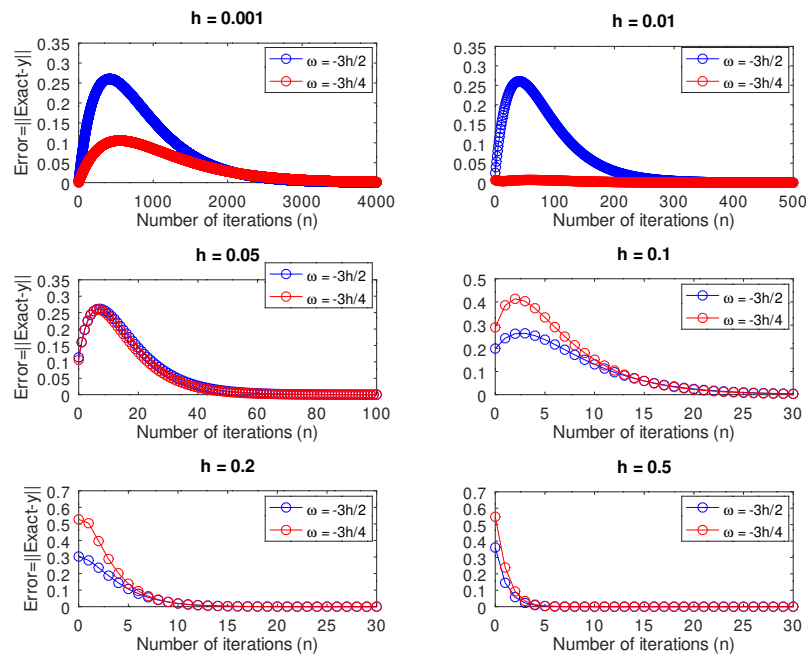 h = 0.001
Error=||Exact-y||
0.35
0.3
0.25
0.2
0.15
0.1
0.05
0
ω = -3h/2
ω = -3h/4
0 1000 2000 3000 4000
Number of iterions (n)
h = 0.01
0.35
0.3
0.25
0.2
0.15
0.1
0.05
0
ω = -3h/2
ω = -3h/4
0 100 200 300 400 500
Number of iterations (n)
h = 0.05
Error=||Exact-y||
0.35
0.3
0.25
0.2
0.15
0.1
0.05
0
ω = -3h/2
ω = -3h/4
0 20 40 60 80 100
Number of iterations (n)
h = 0.1
0.5
0.4
0.3
0.2
0.1
0
ω = -3h/2
ω = -3h/4
0 5 10 15 20 25 30
Number of iterations (n)
h = 0.2
Error=||Exact-y||
0.7
0.6
0.5
0.4
0.3
0.2
0.1
0
ω = -3h/2
ω = -3h/4
0 5 10 15 20 25 30
Number of iterations (n)
h = 0.5
0.7
0.6
0.5
0.4
0.3
0.2
0.1
0
ω = -3h/2
ω = -3h/4
0 5 10 15 20 25 30
Number of iterations (n)